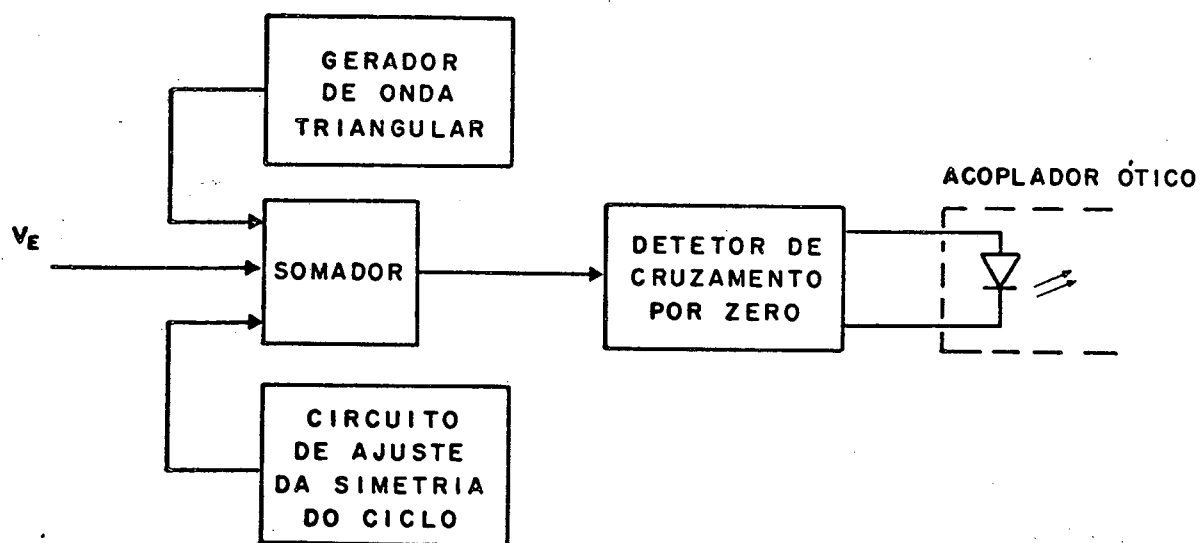 GERADOR
DE ONDA
TRIANGULAR
ACOPLADOR ÓTICO
VE
SOMADOR
DETETOR DE
CRUZAMENTO
POR ZERO
CIRCUITO
DE AJUSTE
DA SIMETRIA
DO CICLO